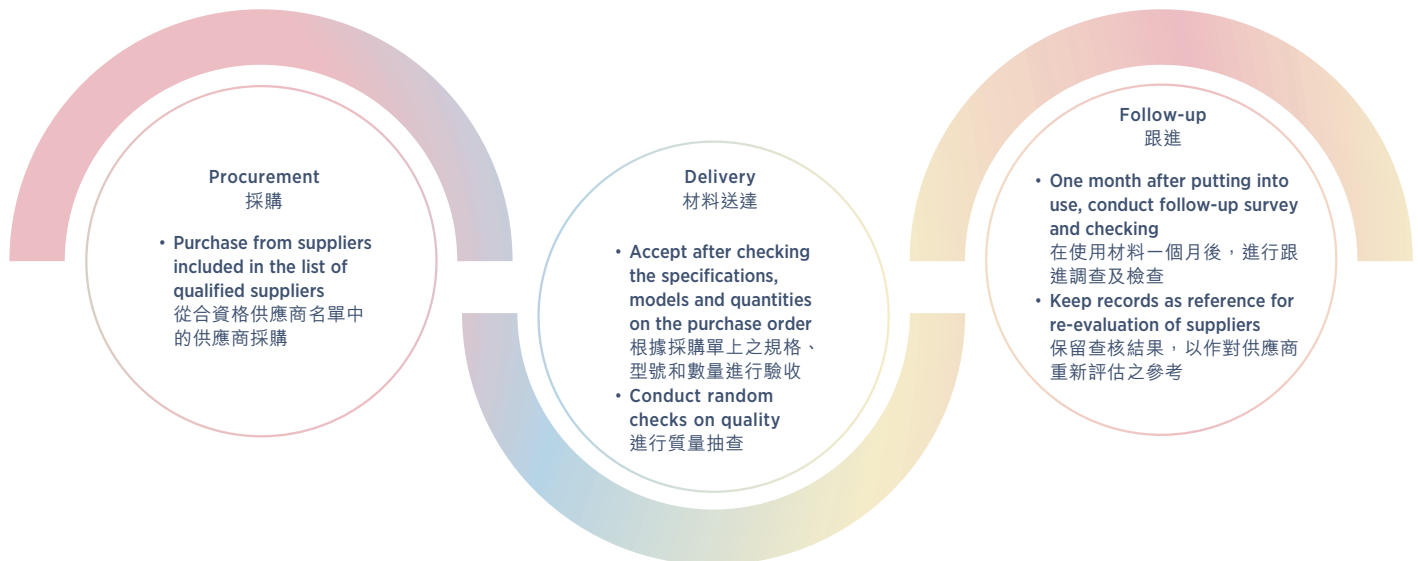 Procurement
採購
• Purchase from suppliers
included in the list of
qualified suppliers
從合資格供應商名單中
的供應商採購
Delivery
材料送達
• Accept after checking
the specifications,
models and quantities
on the purchase order
根據採購單上之規格、
型號和數量進行驗收
• Conduct random
checks on quality
進行質量抽查
Follow-up
跟進
• One month after putting into
use, conduct follow-up survey
and checking
在使用材料一個月後，進行跟
進調查及檢查
• Keep records as reference for
re-evaluation of suppliers
保留查核結果，以作對供應商
重新評估之參考